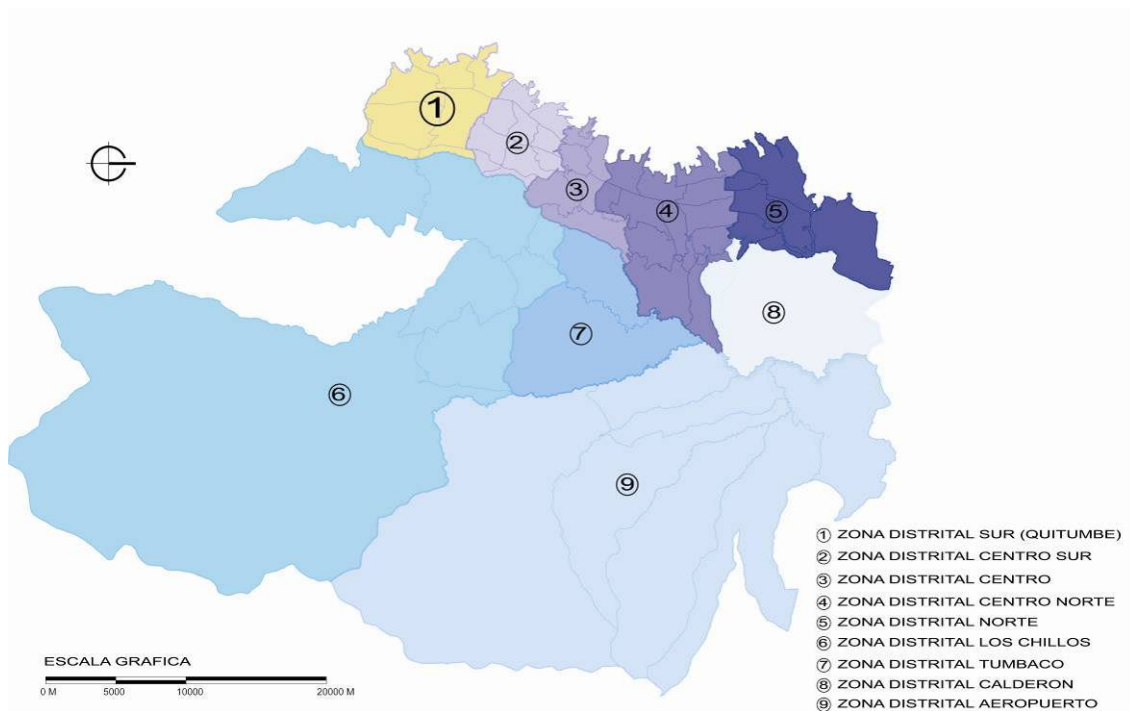 ①
②
③
④
⑤
⑧
⑦
⑥
⑨
① ZONA DISTRITAL SUR (QUITUMBE)
② ZONA DISTRITAL CENTRO SUR
③ ZONA DISTRITAL CENTRO
④ ZONA DISTRITAL CENTRO NORTE
⑤ ZONA DISTRITAL NORTE
⑥ ZONA DISTRITAL LOS CHILLOS
⑦ ZONA DISTRITAL TUMBACO
⑧ ZONA DISTRITAL CALDERON
⑨ ZONA DISTRITAL AEROPUERTO
ESCALA GRAFICA
0 M 5000 10000 20000 M